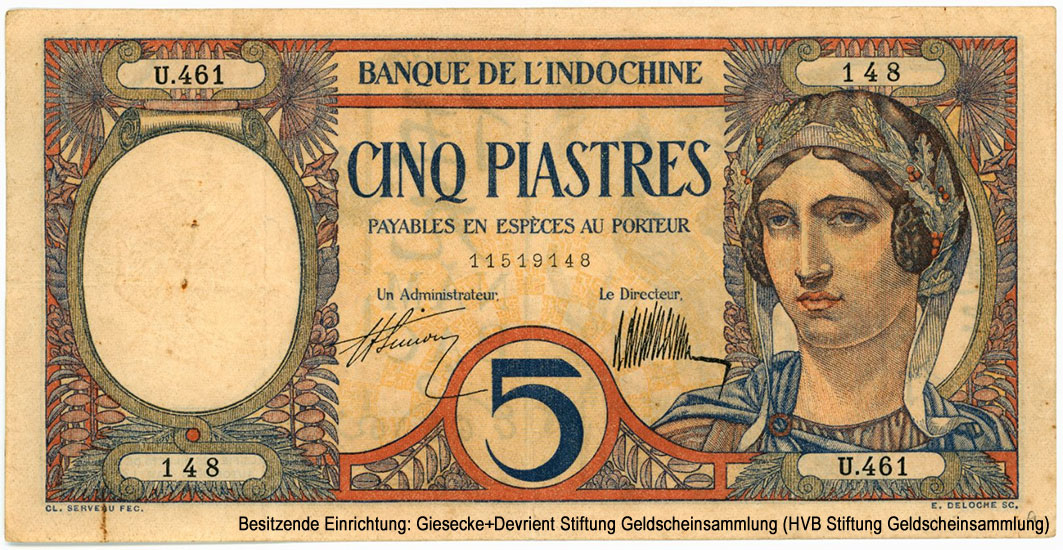 U.461
BANQUE DE L'INDOCHINE
148
CINQ PIASTRES
PAYABLES EN ESPÈCES AU PORTEUR
11519148
Un Administrateur,
Le Directeur,
5
148
U.461
CL. SERVEAU FEC.
E. DELOCHE SC.
Besitzende Einrichtung: Giesecke+Devrient Stiftung Geldscheinsammlung (HVB Stiftung Geldscheinsammlung)